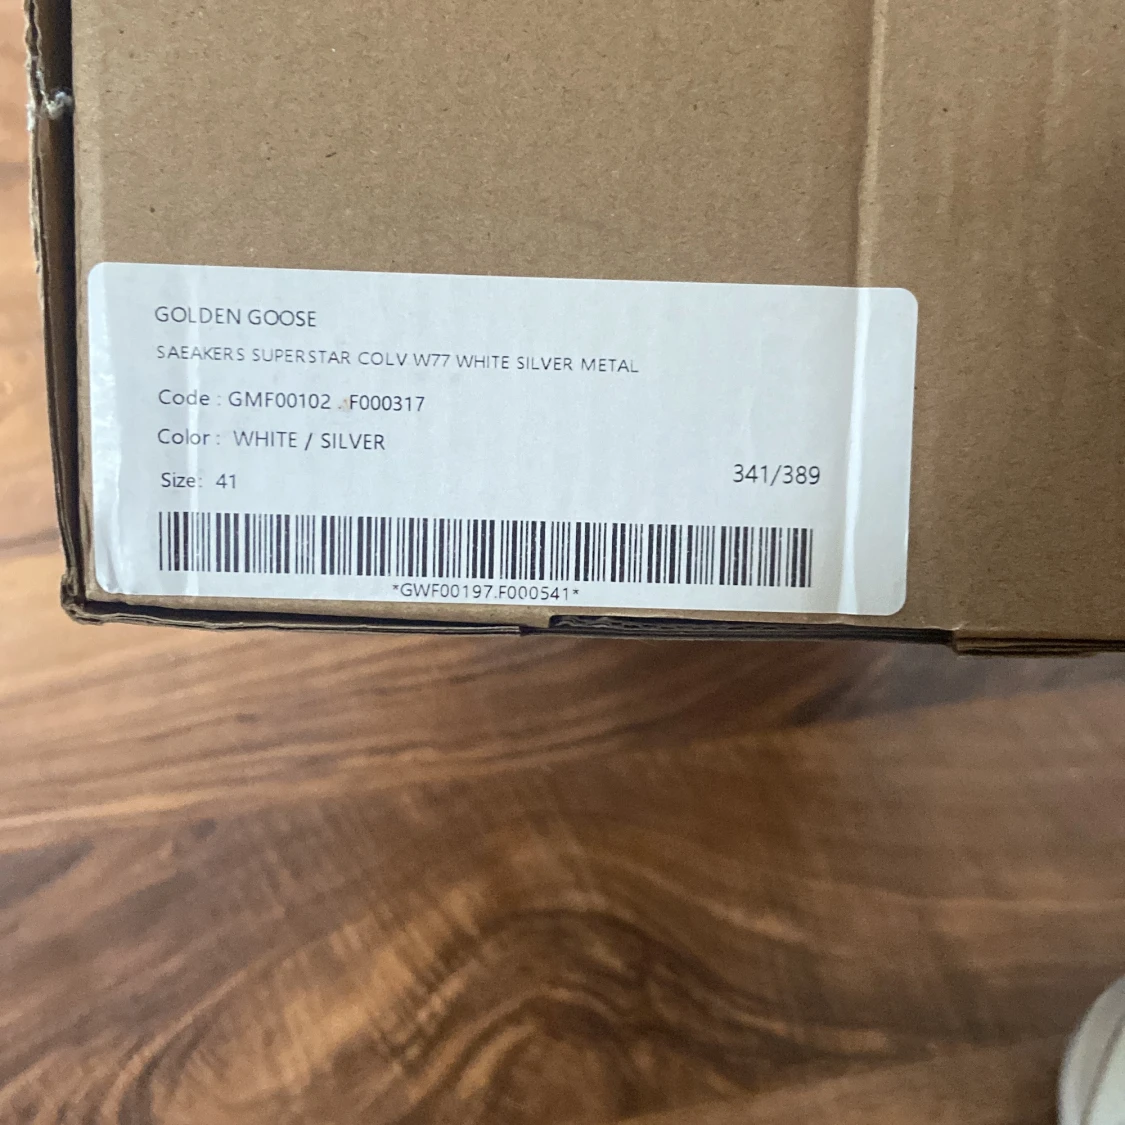 GOLDEN GOOSE
SAEAKERS SUPERSTAR COLV W77 WHITE SILVER METAL
Code : GMF00102 . F000317
Color : WHITE / SILVER
Size: 41
341/389
*GWF00197.F000541*